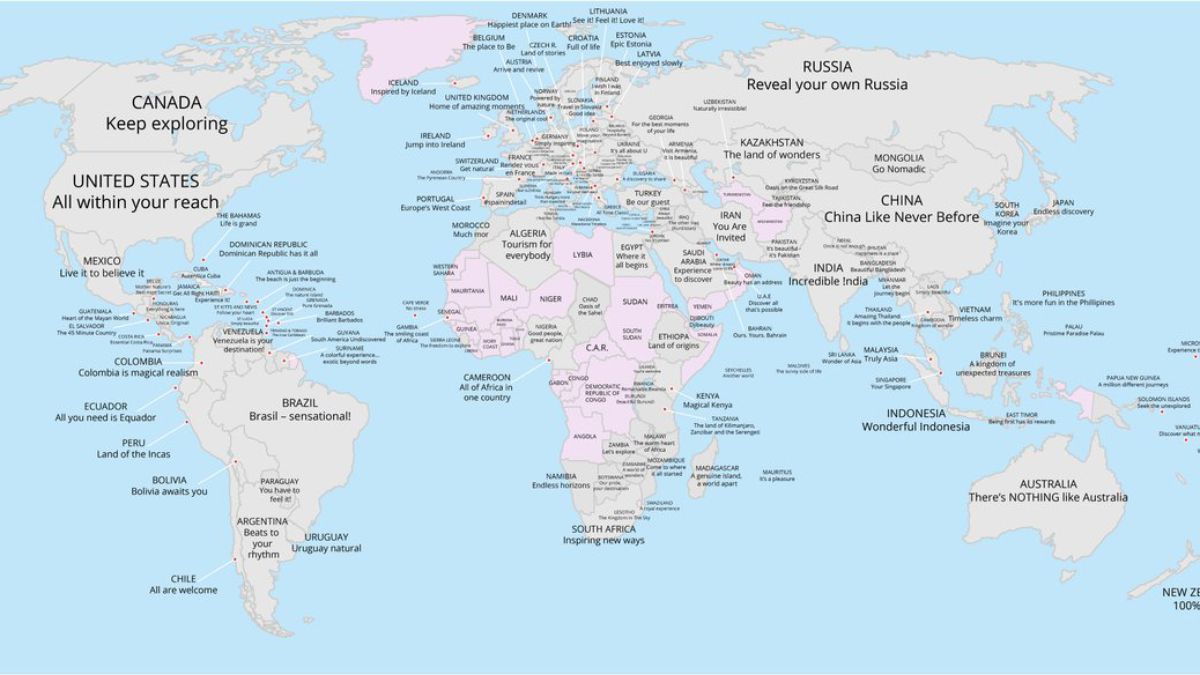 DENMARK
Happiest place on Earth!
LITHUANIA
See it! Feel it! Love it!
BELGIUM
The place to Be
CZECH R.
Land of stories
CROATIA
Full of life
ESTONIA
Epic Estonia
AUSTRIA
Arrive and revive
LATVIA
Best enjoyed slowly
ICELAND
Inspired by Iceland
NORWAY
Powered by
nature
FINLAND
I wish I was
in Finland
UNITED KINGDOM
Home of amazing moments
SLOVAKIA
Travel in Slovakia
Good idea
NETHERLANDS
The original cool
IRELAND
Jump into Ireland
GERMANY
Simply inspiring
POLAND
Move your
imagination
UKRAINE
It's all about U
GEORGIA
For the best moments
of your life
ARMENIA
Visit Armenia,
it is beautiful
UZBEKISTAN
Naturally irresistible!
RUSSIA
Reveal your own Russia
CANADA
Keep exploring
KAZAKHSTAN
The land of wonders
MONGOLIA
Go Nomadic
SWITZERLAND
Get natural
FRANCE
Rendez vous
en France
ANDORRA
The Pyrenean Country
BULGARIA
A discovery to share
KYRGYZSTAN
Oasis on the Great Silk Road
UNITED STATES
All within your reach
PORTUGAL
Europe's West Coast
SPAIN
#spainindetail
TURKEY
Be our guest
TURKMENISTAN
TAJIKISTAN
Feel the friendship
CHINA
China Like Never Before
SOUTH
KOREA
Imagine your
Korea
JAPAN
Endless discovery
THE BAHAMAS
Life is grand
MOROCCO
Much mor
ALGERIA
Tourism for
everybody
LYBIA
EGYPT
Where it
all begins
IRAQ
The other Iraq
(Kurdistan)
IRAN
You Are
Invited
AFGHANISTAN
PAKISTAN
It's beautiful -
it's Pakistan
NEPAL
Once is not enough
BHUTAN
Happiness is a place
MEXICO
Live it to believe it
DOMINICAN REPUBLIC
Dominican Republic has it all
CUBA
Autentica Cuba
SAUDI
ARABIA
Experience
to discover
INDIA
Incredible !ndia
BANGLADESH
Beautiful Bangladesh
WESTERN
SAHARA
ANTIGUA & BARBUDA
The beach is just the beginning
BELIZE
JAMAICA
Get All Right
HAITI
Experience It!
OMAN
Beauty has an address
MYANMAR
Let the
journey begin
LAOS
Simply Beautiful
MAURITANIA
MALI
NIGER
CHAD
Oasis of
the Sahel
SUDAN
ERITREA
YEMEN
U.A.E
Discover all
that's possible
DOMINICA
The nature island
GRENADA
Pure Grenada
HONDURAS
Everything is here
ST KITTS AND NEVIS
Follow your heart
GUATEMALA
Heart of the Mayan World
NICARAGUA
Unica. Original!
BARBADOS
Brilliant Barbados
CAPE VERDE
No stress
SENEGAL
GAMBIA
The smiling coast
of Africa
GUINEA
DJIBOUTI
Djibeauty
THAILAND
Amazing Thailand
It begins with the people
CAMBODIA
Kingdom of wonder
VIETNAM
Timeless charm
PHILIPPINES
It's more fun in the Phillipines
EL SALVADOR
The 45 Minute Country
COSTA RICA
Essential Costa Rica
PANAMA
Panama Surprises
VENEZUELA
Venezuela is your
destination!
GUYANA
South America Undiscovered
SURINAME
A colorful experience...
exotic beyond words
SIERRA LEONE
The freedom to explore
IVORY
COAST
NIGERIA
Good people,
great nation
SOUTH
SUDAN
ETHIOPA
Land of origins
SOMALIA
BAHRAIN
Ours. Yours. Bahrain
PALAU
Pristine Paradise Palau
COLOMBIA
Colombia is magical realism
C.A.R.
SRI LANKA
Wonder of Asia
MALAYSIA
Truly Asia
BRUNEI
A kingdom of
unexpected treasures
MICRO
CAMEROON
All of Africa in
one country
GABON
CONGO
DEMOCRATIC
REPUBLIC OF
CONGO
RWANDA
Remarkable Rwanda
BURUNDI
Beautiful Burundi
KENYA
Magical Kenya
SEYCHELLES
Another world
MALDIVES
The sunny side of life
SINGAPORE
Your Singapore
PAPUA NEW GUINEA
A million different journeys
ECUADOR
All you need is Equador
BRAZIL
Brasil – sensational!
TANZANIA
The land of Kilimanjaro,
Zanzibar and the Serengeti
INDONESIA
Wonderful Indonesia
EAST TIMOR
Being first has its rewards
SOLOMON ISLANDS
Seek the unexplored
PERU
Land of the Incas
ANGOLA
ZAMBIA
Let's explore
MALAWI
The warm heart
of Africa
VANUATU
Discover what m
BOLIVIA
Bolivia awaits you
PARAGUAY
You have to
feel it!
NAMIBIA
Endless horizons
BOTSWANA
Our pride,
your destination
ZIMBABWE
A world of
wonders
MOZAMBIQUE
Come to where
it all started
MADAGASCAR
A genuine island,
a world apart
MAURITIUS
It's a pleasure
AUSTRALIA
There's NOTHING like Australia
SWAZILAND
A royal experience
LESOTHO
The Kingdom In The Sky
ARGENTINA
Beats to
your
rhythm
URUGUAY
Uruguay natural
SOUTH AFRICA
Inspiring new ways
CHILE
All are welcome
NEW ZE
100%